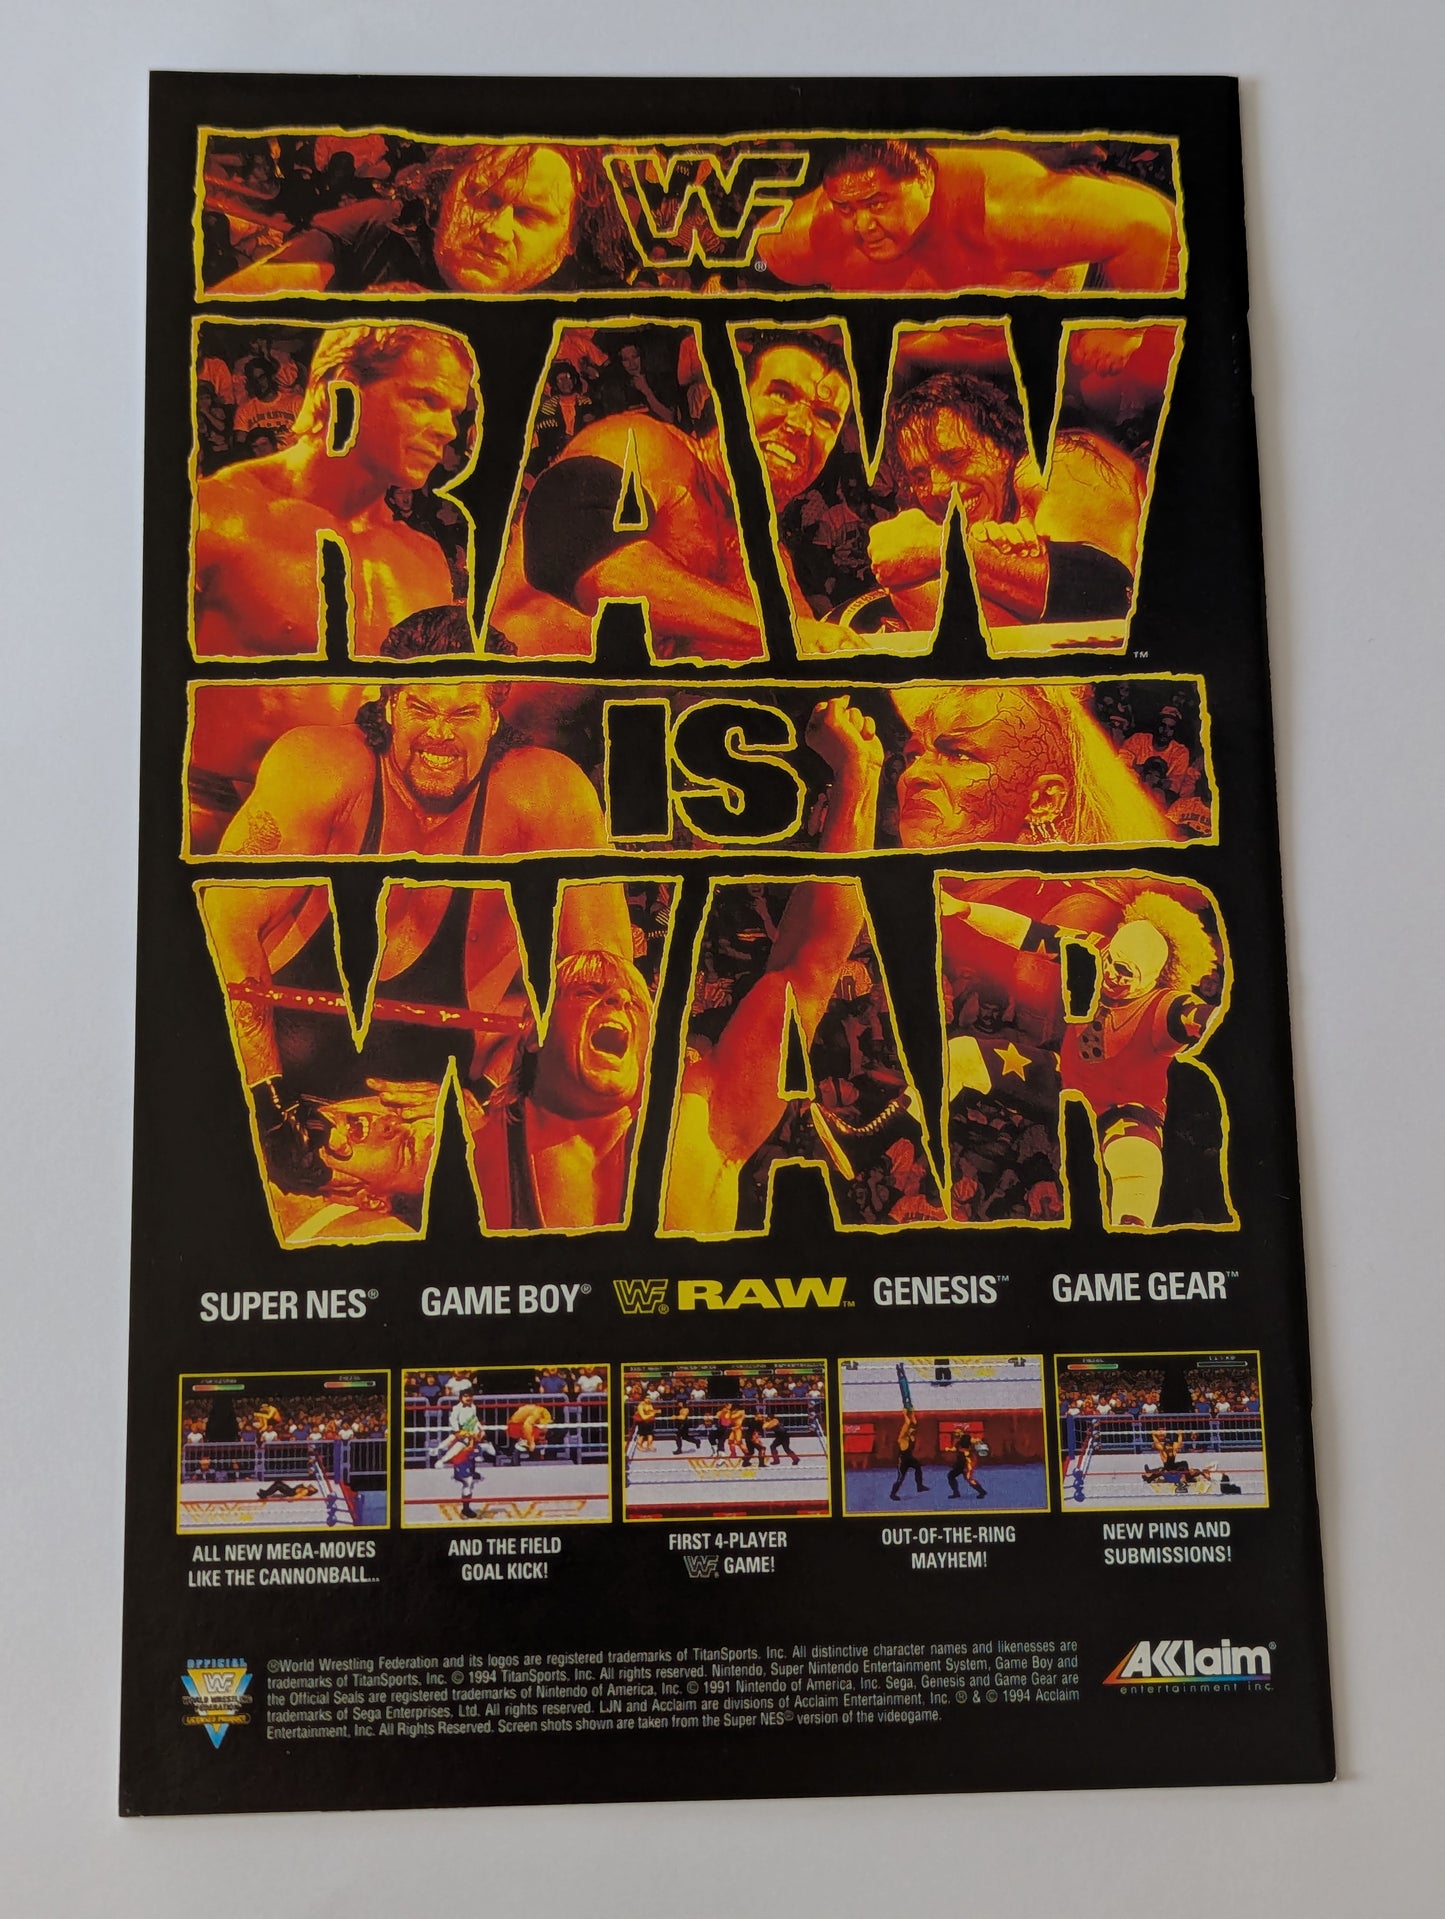 WF®
RAW™
IS
WAR
SUPER NES® GAME BOY® WF® RAW™ GENESIS™ GAME GEAR™
ALL NEW MEGA-MOVES
LIKE THE CANNONBALL...
AND THE FIELD
GOAL KICK!
FIRST 4-PLAYER
WF® GAME!
OUT-OF-THE-RING
MAYHEM!
NEW PINS AND
SUBMISSIONS!
OFFICIAL
WF
WORLD WRESTLING
FEDERATION
LICENSED PRODUCT
®World Wrestling Federation and its logos are registered trademarks of TitanSports, Inc. All distinctive character names and likenesses are
trademarks of TitanSports, Inc. © 1994 TitanSports, Inc. All rights reserved. Nintendo, Super Nintendo Entertainment System, Game Boy and
the Official Seals are registered trademarks of Nintendo of America, Inc. © 1991 Nintendo of America, Inc. Sega, Genesis and Game Gear are
trademarks of Sega Enterprises, Ltd. All rights reserved. LJN and Acclaim are divisions of Acclaim Entertainment, Inc. ® & © 1994 Acclaim
Entertainment, Inc. All Rights Reserved. Screen shots shown are taken from the Super NES® version of the videogame.
AKKlaim®
entertainment inc.